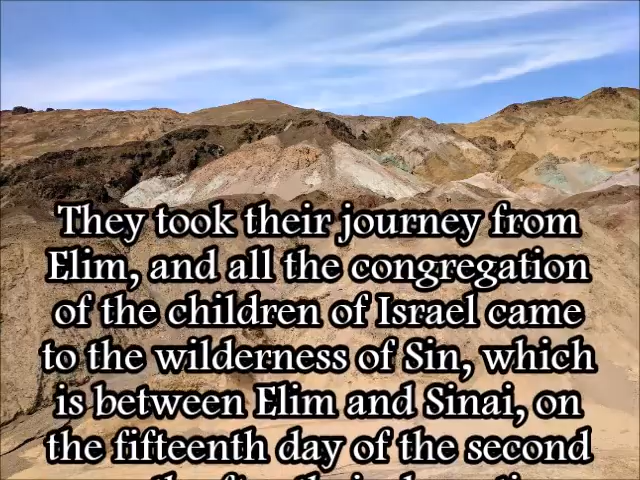 They took their journey from
Elim, and all the congregation
of the children of Israel came
to the wilderness of Sin, which
is between Elim and Sinai, on
the fifteenth day of the second